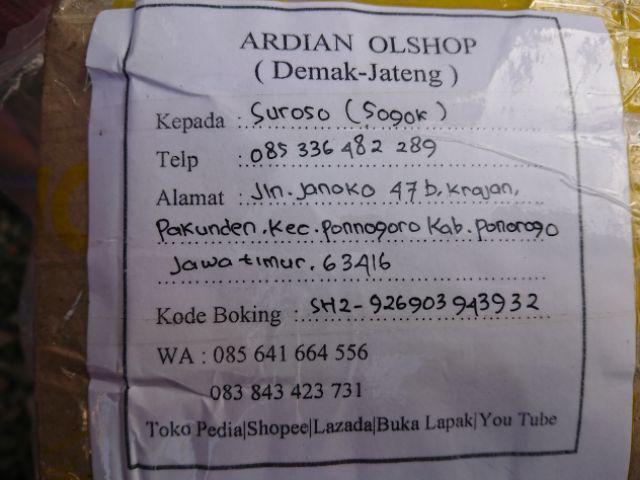 ARDIAN OLSHOP
( Demak-Jateng )
Kepada : Suroso (Sogok)
Telp : 085 336 482 289
Alamat : Jln. Janoko 47 b, Krajan,
Pakunden. Kec. Ponnogoro Kab. Ponorogo
Jawa timur. 63416
Kode Boking : SH2-926903943932
WA : 085 641 664 556
083 843 423 731
Toko Pedia|Shopee|Lazada|Buka Lapak|You Tube